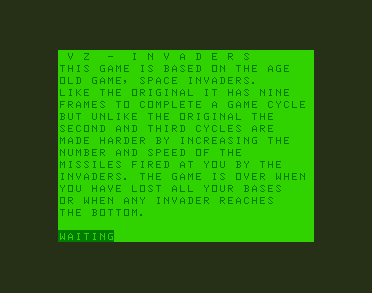 V Z - I N V A D E R S
THIS GAME IS BASED ON THE AGE
OLD GAME, SPACE INVADERS.
LIKE THE ORIGINAL IT HAS NINE
FRAMES TO COMPLETE A GAME CYCLE
BUT UNLIKE THE ORIGINAL THE
SECOND AND THIRD CYCLES ARE
MADE HARDER BY INCREASING THE
NUMBER AND SPEED OF THE
MISSILES FIRED AT YOU BY THE
INVADERS. THE GAME IS OVER WHEN
YOU HAVE LOST ALL YOUR BASES
OR WHEN ANY INVADER REACHES
THE BOTTOM.
WAITING